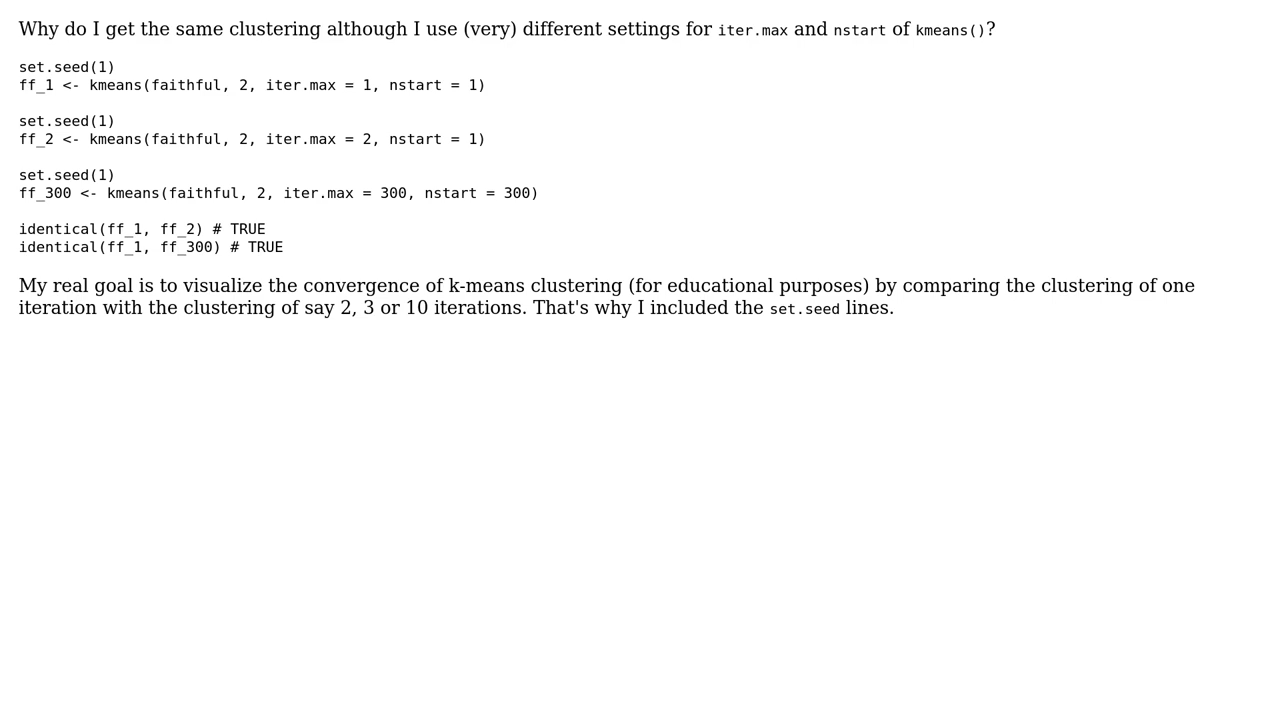 Why do I get the same clustering although I use (very) different settings for iter.max and nstart of kmeans()?
set.seed(1)
ff_1 <- kmeans(faithful, 2, iter.max = 1, nstart = 1)
set.seed(1)
ff_2 <- kmeans(faithful, 2, iter.max = 2, nstart = 1)
set.seed(1)
ff_300 <- kmeans(faithful, 2, iter.max = 300, nstart = 300)
identical(ff_1, ff_2) # TRUE
identical(ff_1, ff_300) # TRUE
My real goal is to visualize the convergence of k-means clustering (for educational purposes) by comparing the clustering of one
iteration with the clustering of say 2, 3 or 10 iterations. That's why I included the set.seed lines.